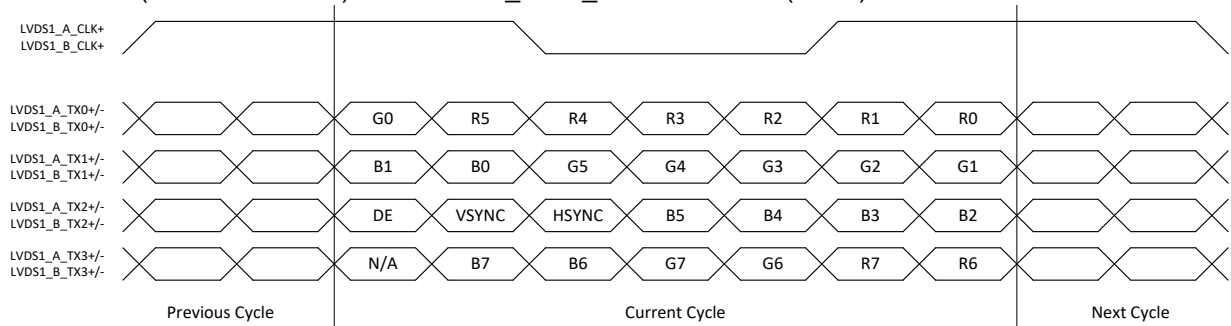 LVDS1_A_CLK+
LVDS1_B_CLK+
LVDS1_A_TX0+/-
LVDS1_B_TX0+/-
G0 R5 R4 R3 R2 R1 R0
LVDS1_A_TX1+/-
LVDS1_B_TX1+/-
B1 B0 G5 G4 G3 G2 G1
LVDS1_A_TX2+/-
LVDS1_B_TX2+/-
DE VSYNC HSYNC B5 B4 B3 B2
LVDS1_A_TX3+/-
LVDS1_B_TX3+/-
N/A B7 B6 G7 G6 R7 R6
Previous Cycle Current Cycle Next Cycle